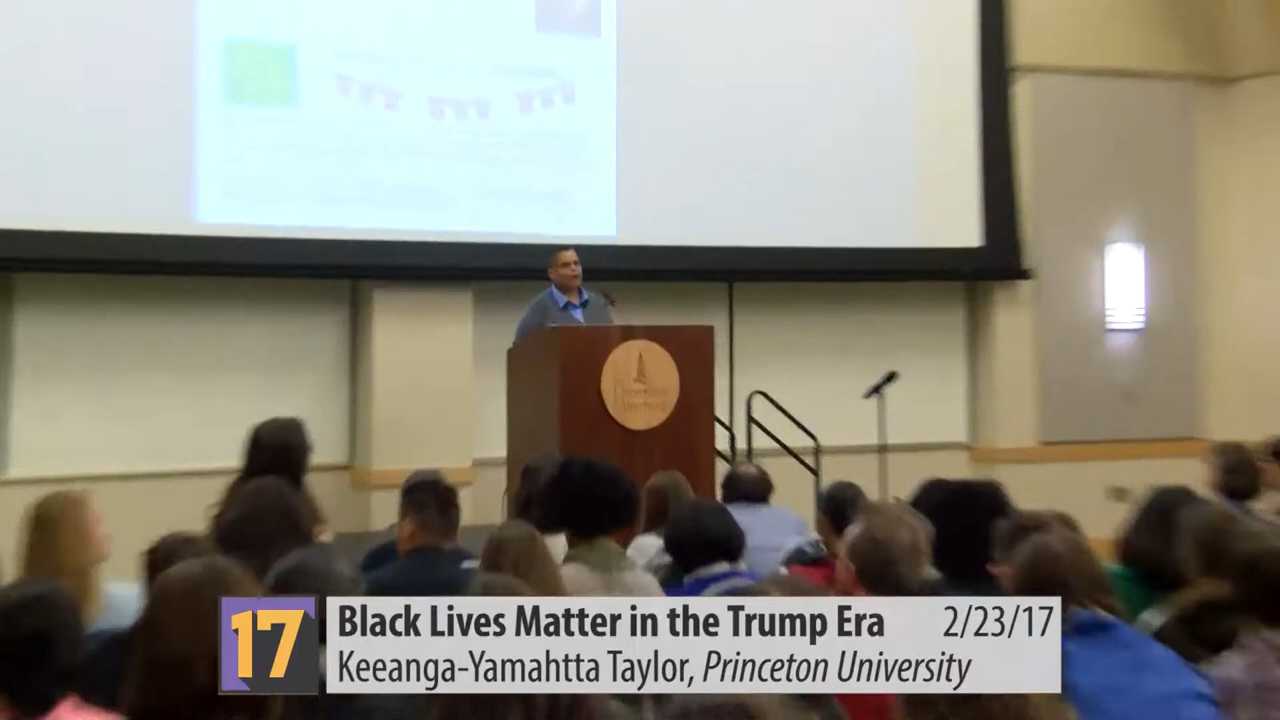 17
Black Lives Matter in the Trump Era
2/23/17
Keeanga-Yamahtta Taylor, Princeton University